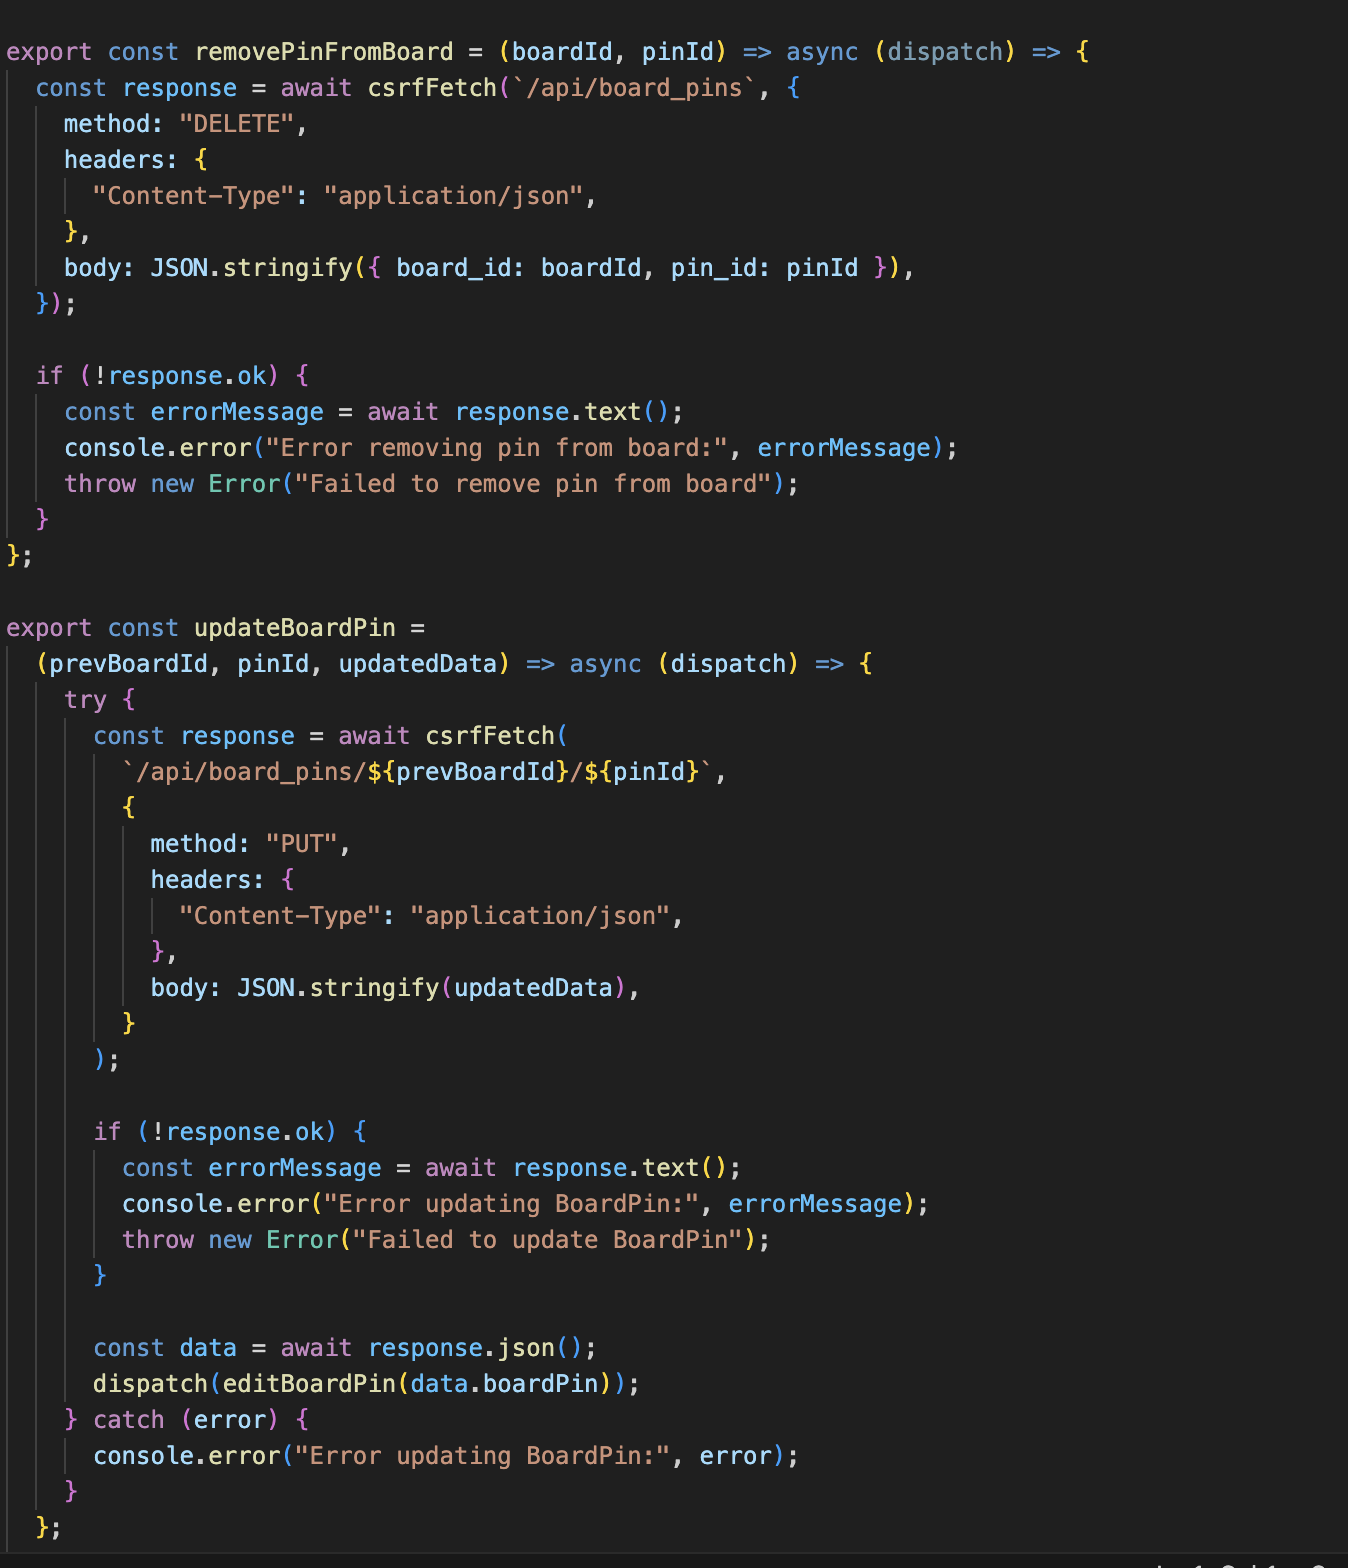 export const removePinFromBoard = (boardId, pinId) => async (dispatch) => {
  const response = await csrfFetch(`/api/board_pins`, {
    method: "DELETE",
    headers: {
      "Content-Type": "application/json",
    },
    body: JSON.stringify({ board_id: boardId, pin_id: pinId }),
  });

  if (!response.ok) {
    const errorMessage = await response.text();
    console.error("Error removing pin from board:", errorMessage);
    throw new Error("Failed to remove pin from board");
  }
};

export const updateBoardPin =
  (prevBoardId, pinId, updatedData) => async (dispatch) => {
    try {
      const response = await csrfFetch(
        `/api/board_pins/${prevBoardId}/${pinId}`,
        {
          method: "PUT",
          headers: {
            "Content-Type": "application/json",
          },
          body: JSON.stringify(updatedData),
        }
      );

      if (!response.ok) {
        const errorMessage = await response.text();
        console.error("Error updating BoardPin:", errorMessage);
        throw new Error("Failed to update BoardPin");
      }

      const data = await response.json();
      dispatch(editBoardPin(data.boardPin));
    } catch (error) {
      console.error("Error updating BoardPin:", error);
    }
  };